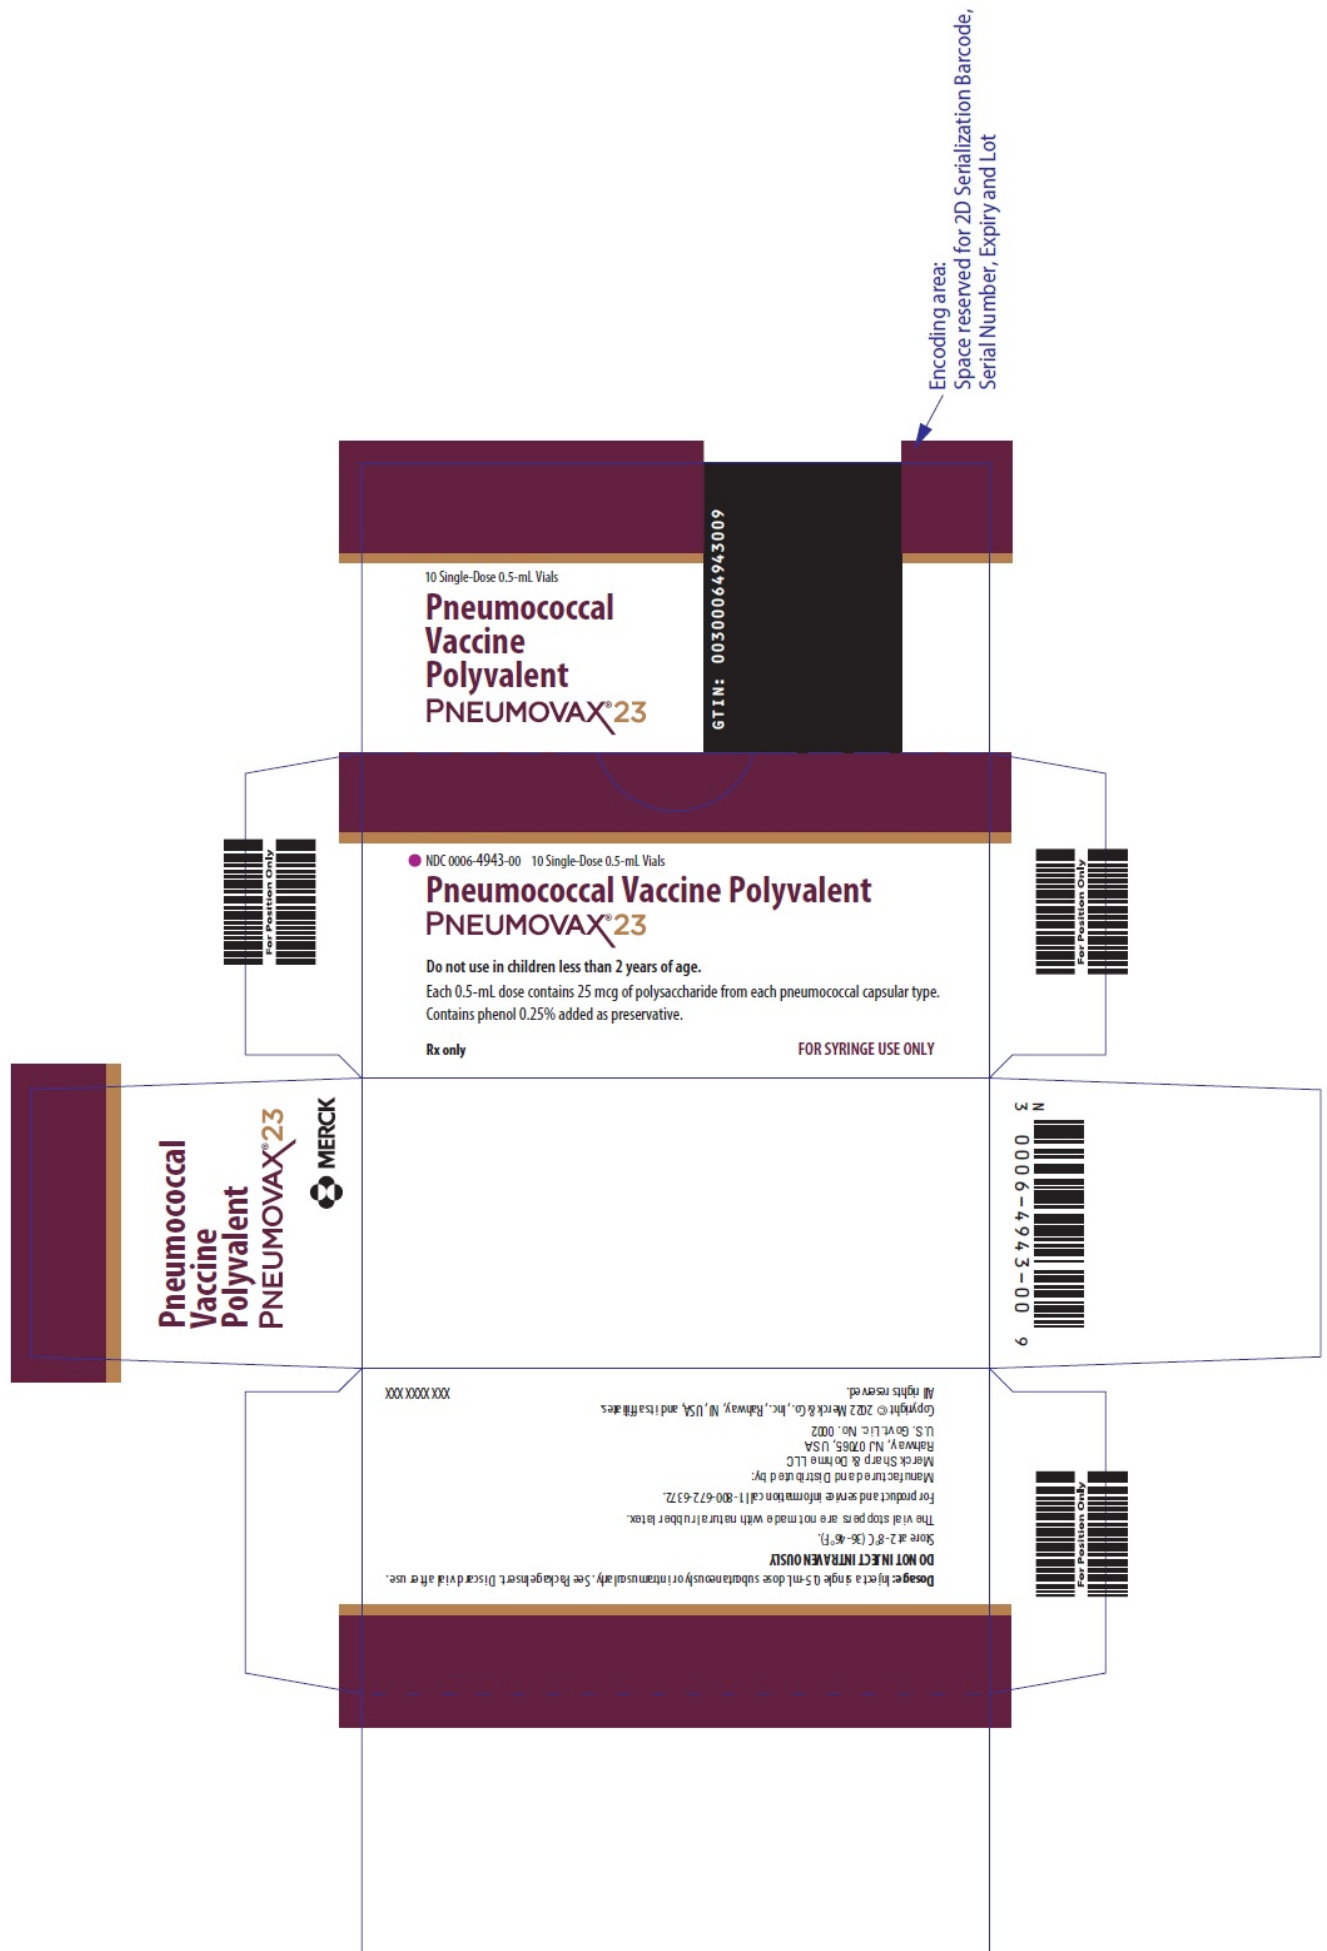 Encoding area:
Space reserved for 2D Serialization Barcode,
Serial Number, Expiry and Lot
10 Single-Dose 0.5-mL Vials
Pneumococcal
Vaccine
Polyvalent
PNEUMOVAX®23
GTIN: 00300064943009
NDC 0006-4943-00 10 Single-Dose 0.5-mL Vials
Pneumococcal Vaccine Polyvalent
PNEUMOVAX®23
Do not use in children less than 2 years of age.
Each 0.5-mL dose contains 25 mcg of polysaccharide from each pneumococcal capsular type.
Contains phenol 0.25% added as preservative.
Rx only
FOR SYRINGE USE ONLY
For Position Only
For Position Only
Pneumococcal
Vaccine
Polyvalent
PNEUMOVAX®23
MERCK
N
3 0006-4943-00 9
Dosage: Inject a single 0.5-mL dose subcutaneously or intramuscularly. See Package Insert. Discard vial after use.
DO NOT INJECT INTRAVENOUSLY
Store at 2-8°C (36-46°F).
The vial stoppers are not made with natural rubber latex.
For product and service information call 1-800-672-6372.
Manufactured and Distributed by:
Merck Sharp & Dohme LLC
Rahway, NJ 07065, USA
U.S. Govt. Lic. No. 0002
Copyright © 2022 Merck & Co., Inc., Rahway, NJ, USA, and its affiliates.
All rights reserved.
XXX XXXX XXX
For Position Only